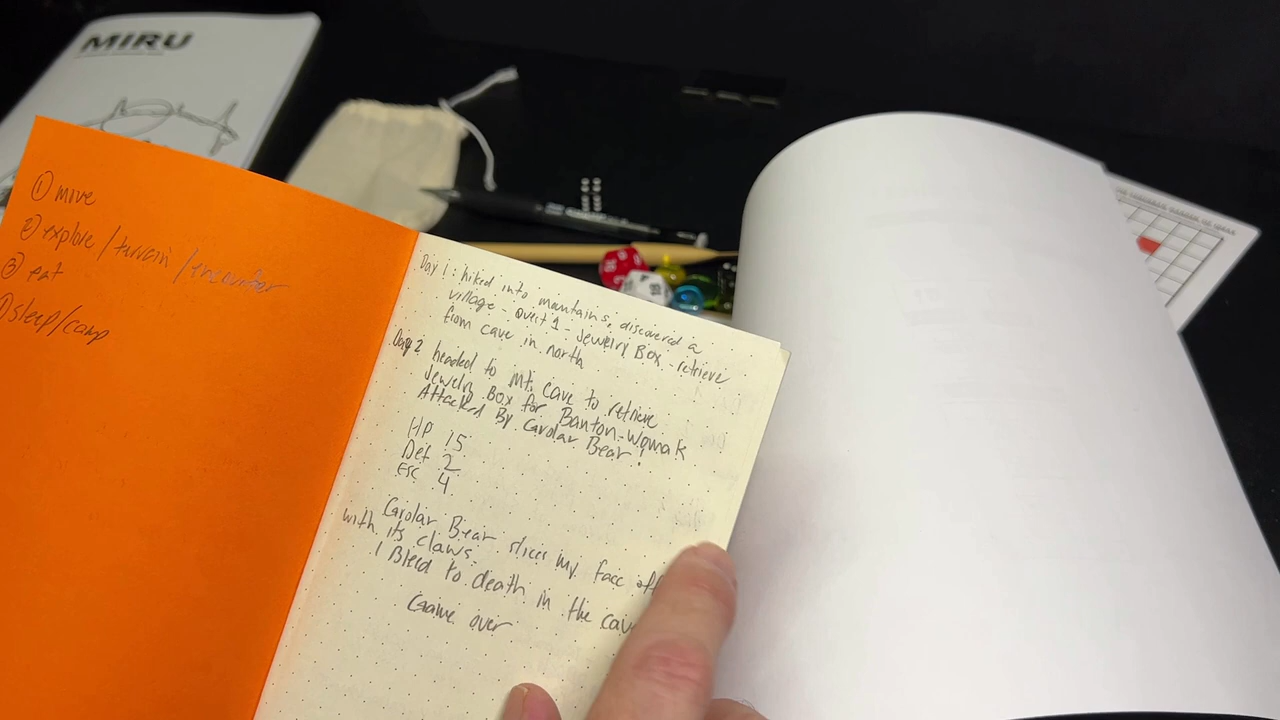 MIRU
① move
② explore/terrain/encounter
③ eat
sleep/camp
Day 1: hiked into mountains, discovered a
village - Quest 1 - Jewelry Box - retrieve
from cave in north
Day 2 headed to Mt. Cave to retrieve
Jewelry Box for Banton-Womak
Attacked By Grolar Bear!
HP 15
Def 2
Esc 4
Grolar Bear slices my face off
with its claws.
I Bleed to death in the cave
Game over